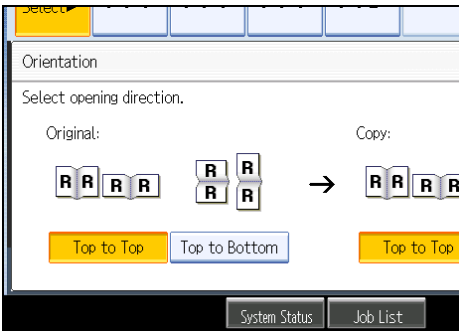 Select►
Orientation
Select opening direction.
Original:
Copy:
R R R R
R R
R R
→
R R R R
Top to Top
Top to Bottom
Top to Top
System Status
Job List